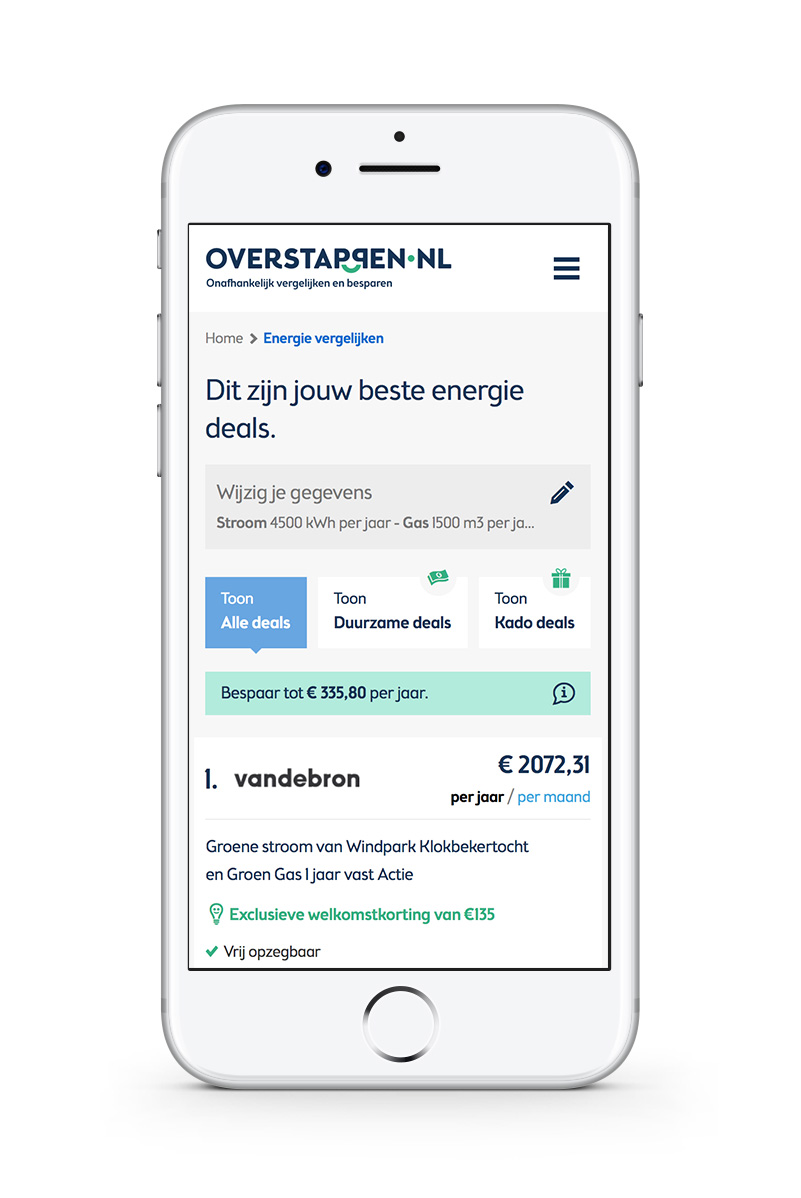 OVERSTAPPEN.NL
Onafhankelijk vergelijken en besparen
Home > Energie vergelijken
Dit zijn jouw beste energie
deals.
Wijzig je gegevens
Stroom 4500 kWh per jaar - Gas 1500 m3 per ja...
Toon
Alle deals
Toon
Duurzame deals
Toon
Kado deals
Bespaar tot € 335,80 per jaar.
1. vandebron
€ 2072,31
per jaar / per maand
Groene stroom van Windpark Klokbekertocht
en Groen Gas 1 jaar vast Actie
Exclusieve welkomstkorting van €135
Vrij opzegbaar